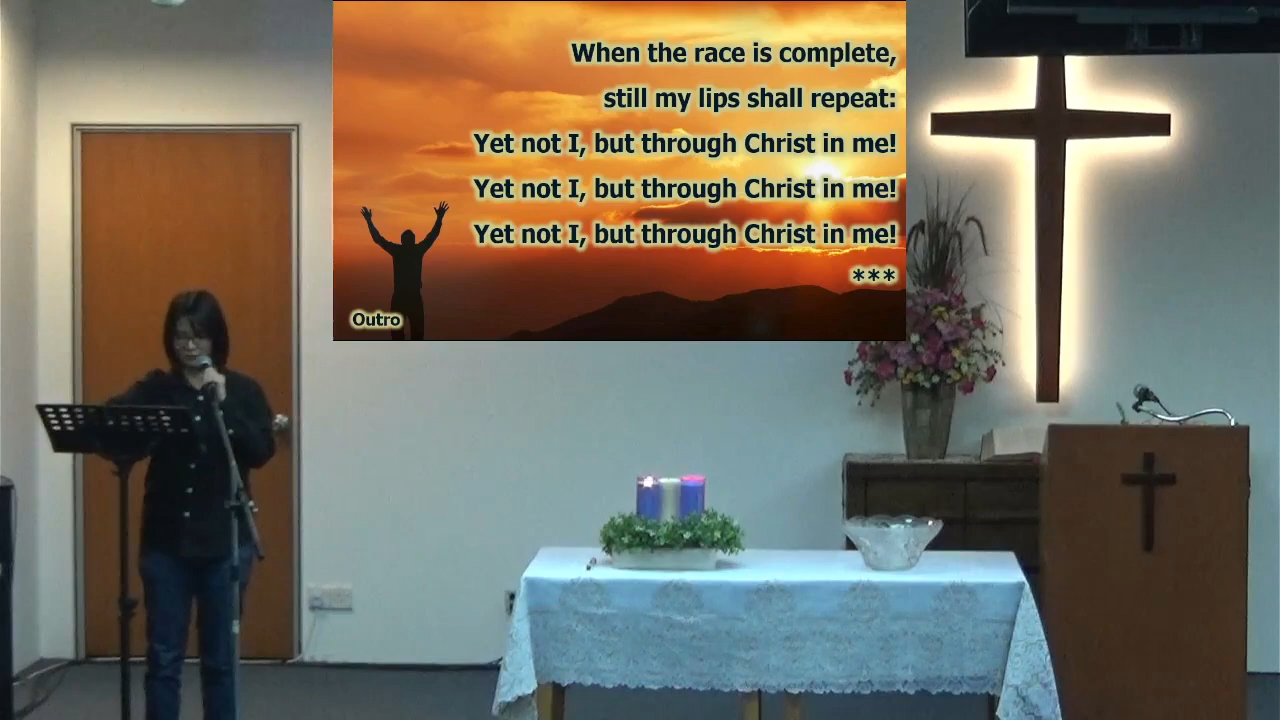 When the race is complete,
still my lips shall repeat:
Yet not I, but through Christ in me!
Yet not I, but through Christ in me!
Yet not I, but through Christ in me!
***
Outro